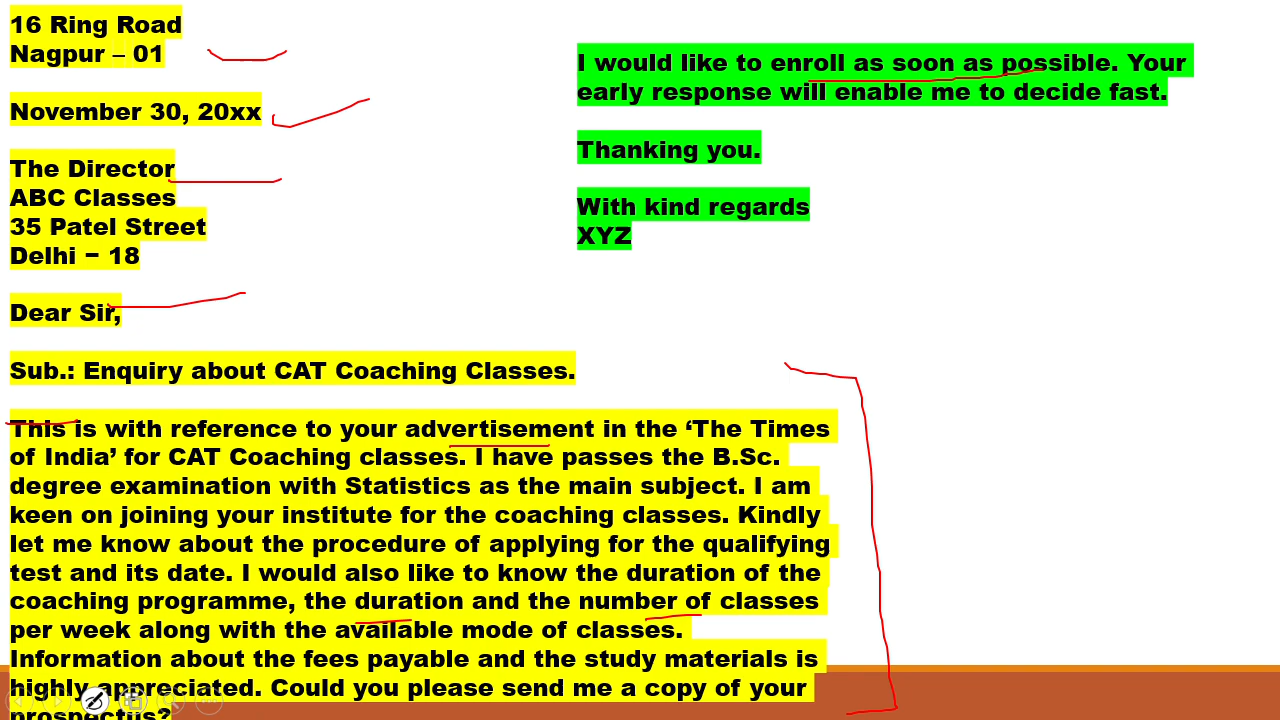 16 Ring Road
Nagpur – 01
November 30, 20xx
The Director
ABC Classes
35 Patel Street
Delhi − 18
Dear Sir,
Sub.: Enquiry about CAT Coaching Classes.
This is with reference to your advertisement in the ‘The Times
of India’ for CAT Coaching classes. I have passes the B.Sc.
degree examination with Statistics as the main subject. I am
keen on joining your institute for the coaching classes. Kindly
let me know about the procedure of applying for the qualifying
test and its date. I would also like to know the duration of the
coaching programme, the duration and the number of classes
per week along with the available mode of classes.
Information about the fees payable and the study materials is
highly appreciated. Could you please send me a copy of your
prospectus?
I would like to enroll as soon as possible. Your
early response will enable me to decide fast.
Thanking you.
With kind regards
XYZ